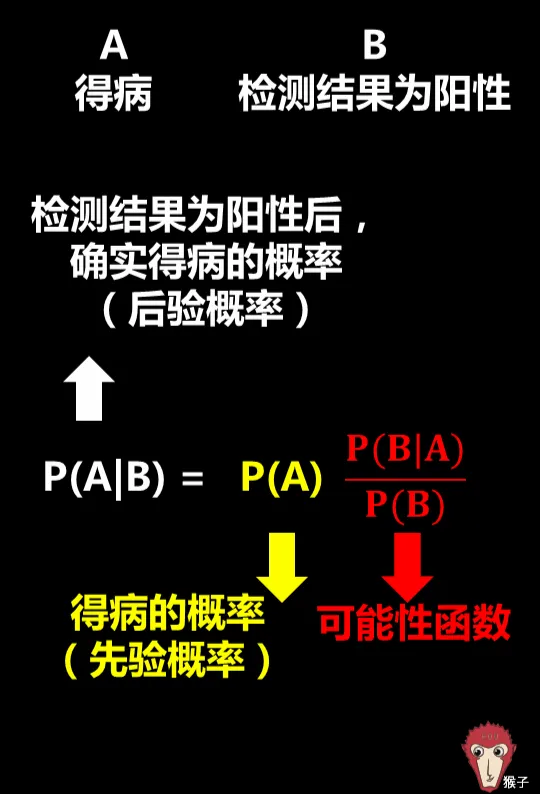 A B
得病 检测结果为阳性
检测结果为阳性后，
确实得病的概率
（后验概率）
P(A|B) = P(A) P(B|A)
P(B)
得病的概率 可能性函数
（先验概率）
猴子